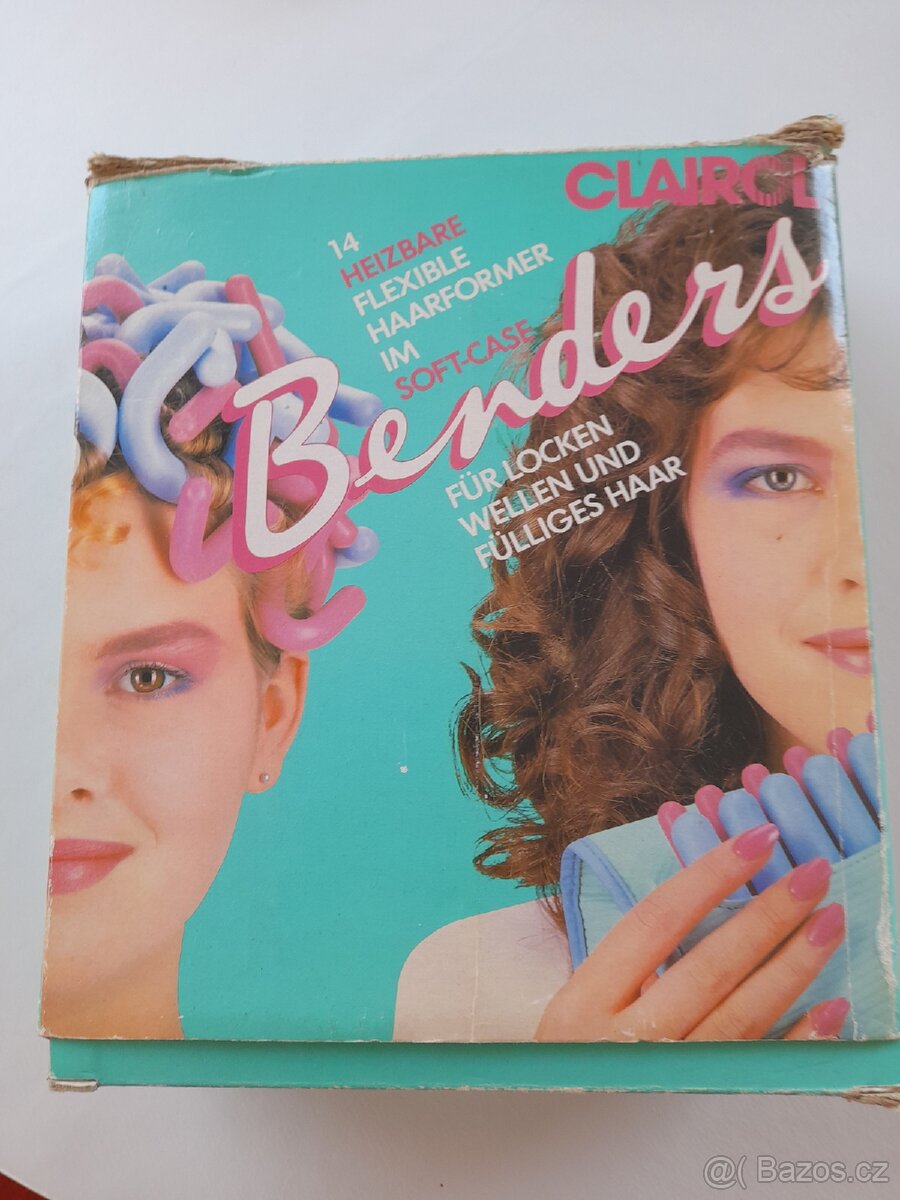 CLAIROL
14
HEIZBARE
FLEXIBLE
HAARFORMER
IM
SOFT-CASE
Benders
FÜR LOCKEN
WELLEN UND
FÜLLIGES HAAR
@( Bazos.cz